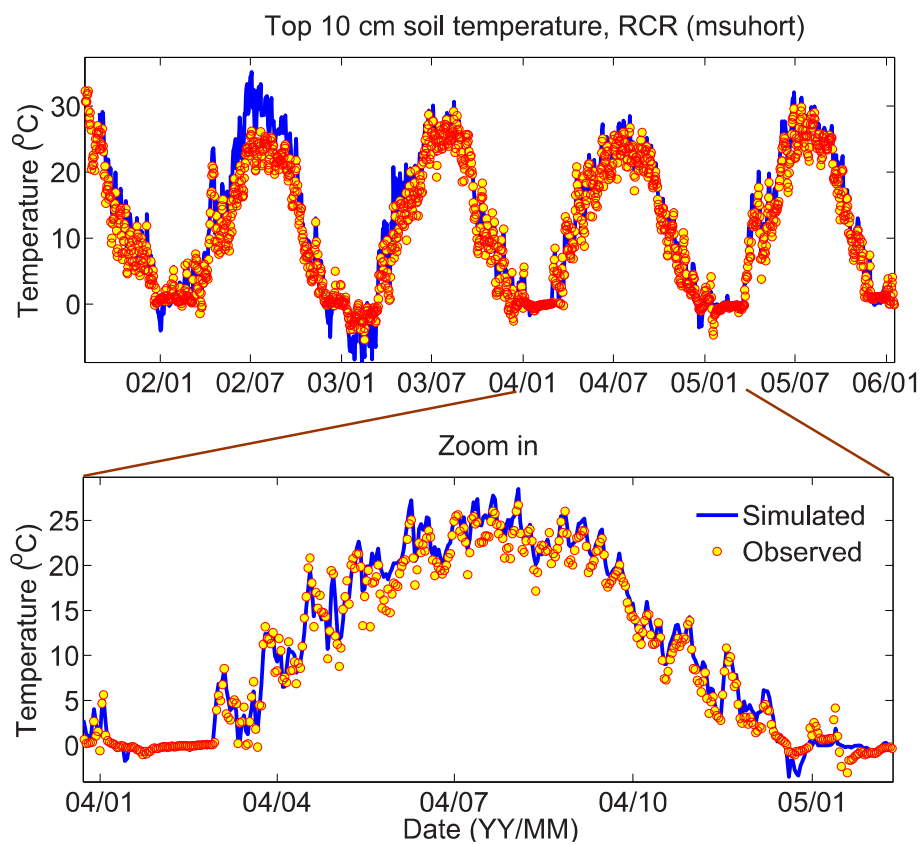 Top 10 cm soil temperature, RCR (msuhort)
Temperature (⁰C)
30
20
10
0
02/01 02/07 03/01 03/07 04/01 04/07 05/01 05/07 06/01
Zoom in
Temperature (⁰C)
25
20
15
10
5
0
Simulated
Observed
04/01 04/04 04/07 04/10 05/01
Date (YY/MM)